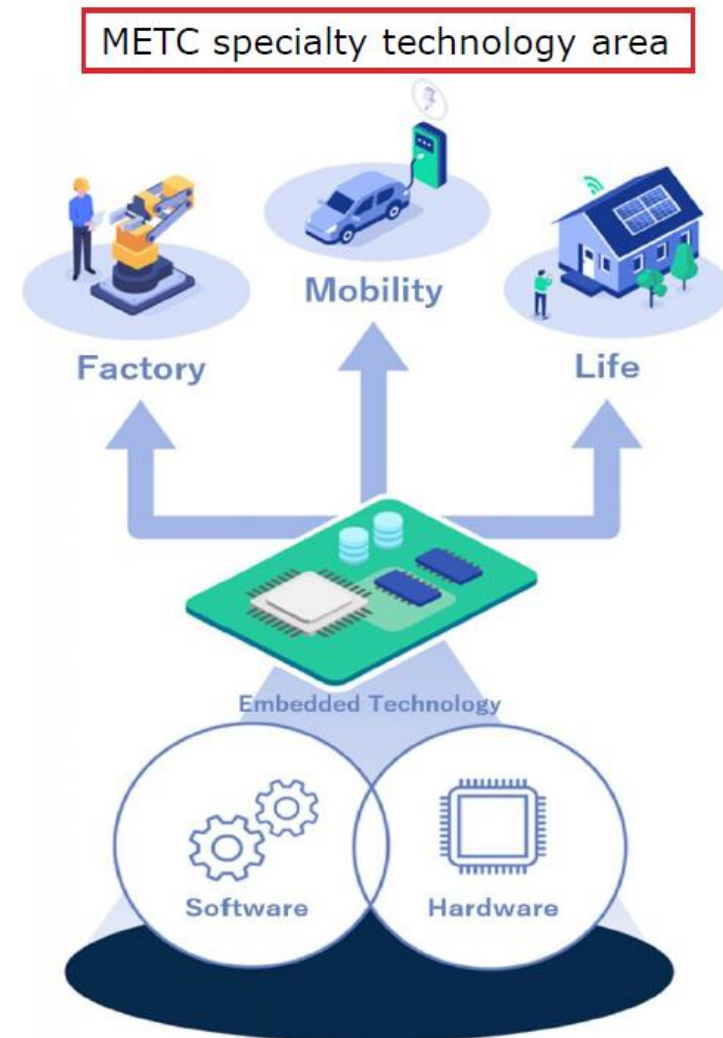 METC specialty technology area
Mobility
Factory
Life
Embedded Technology
Software
Hardware